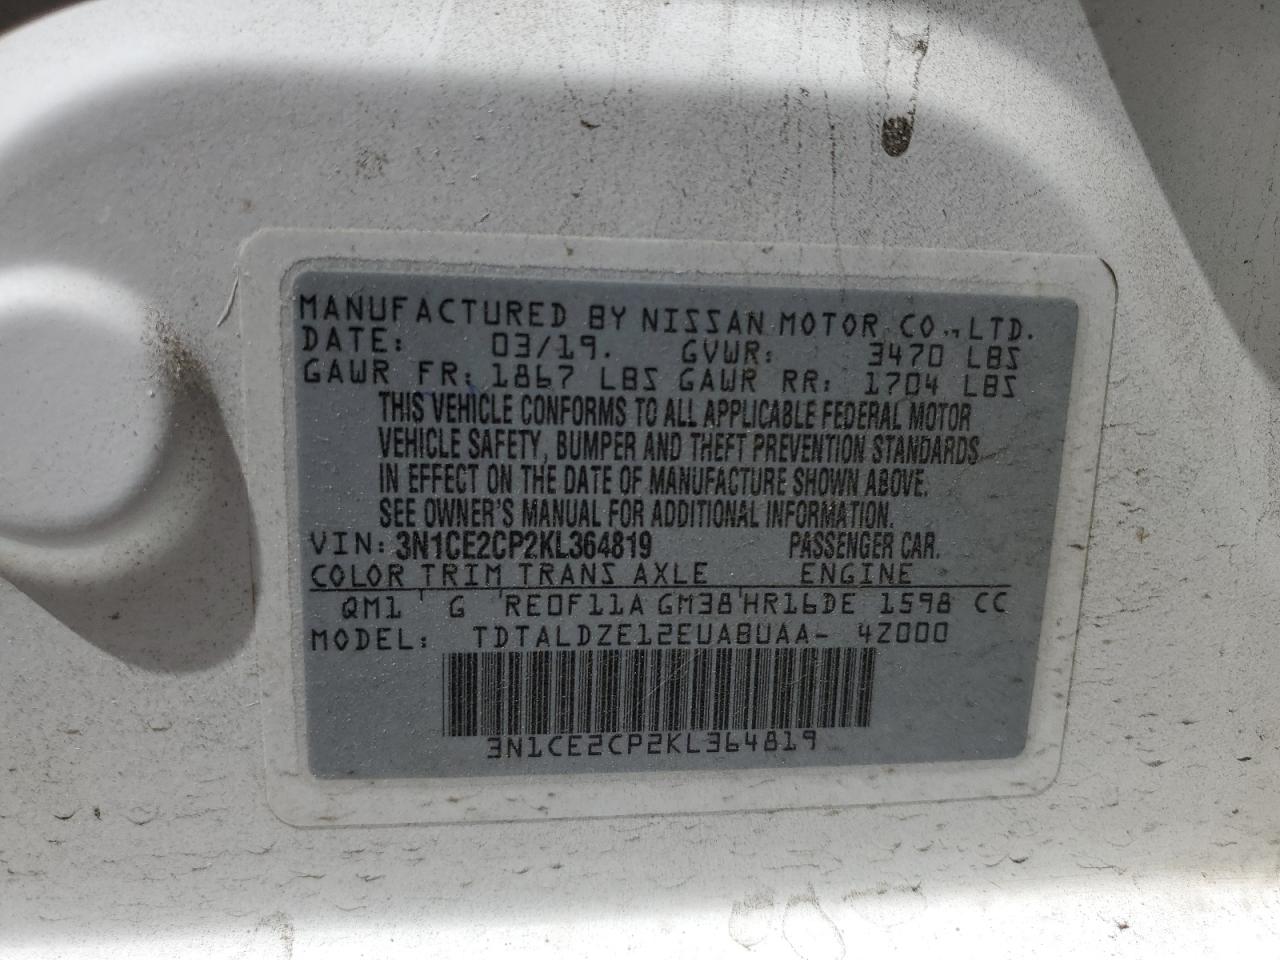 MANUFACTURED BY NISSAN MOTOR CO., LTD.
DATE: 03/19. GVWR: 3470 LBS
GAWR FR: 1867 LBS GAWR RR: 1704 LBS
THIS VEHICLE CONFORMS TO ALL APPLICABLE FEDERAL MOTOR
VEHICLE SAFETY, BUMPER AND THEFT PREVENTION STANDARDS
IN EFFECT ON THE DATE OF MANUFACTURE SHOWN ABOVE.
SEE OWNER'S MANUAL FOR ADDITIONAL INFORMATION.
VIN: 3N1CE2CP2KL364819 PASSENGER CAR.
COLOR TRIM TRANS AXLE ENGINE
QM1 ' G 'RE0F11A GM38'HR16DE 1598 CC
MODEL: TDTALDZE12EUABUAA- 42000
3N1CE2CP2KL364819